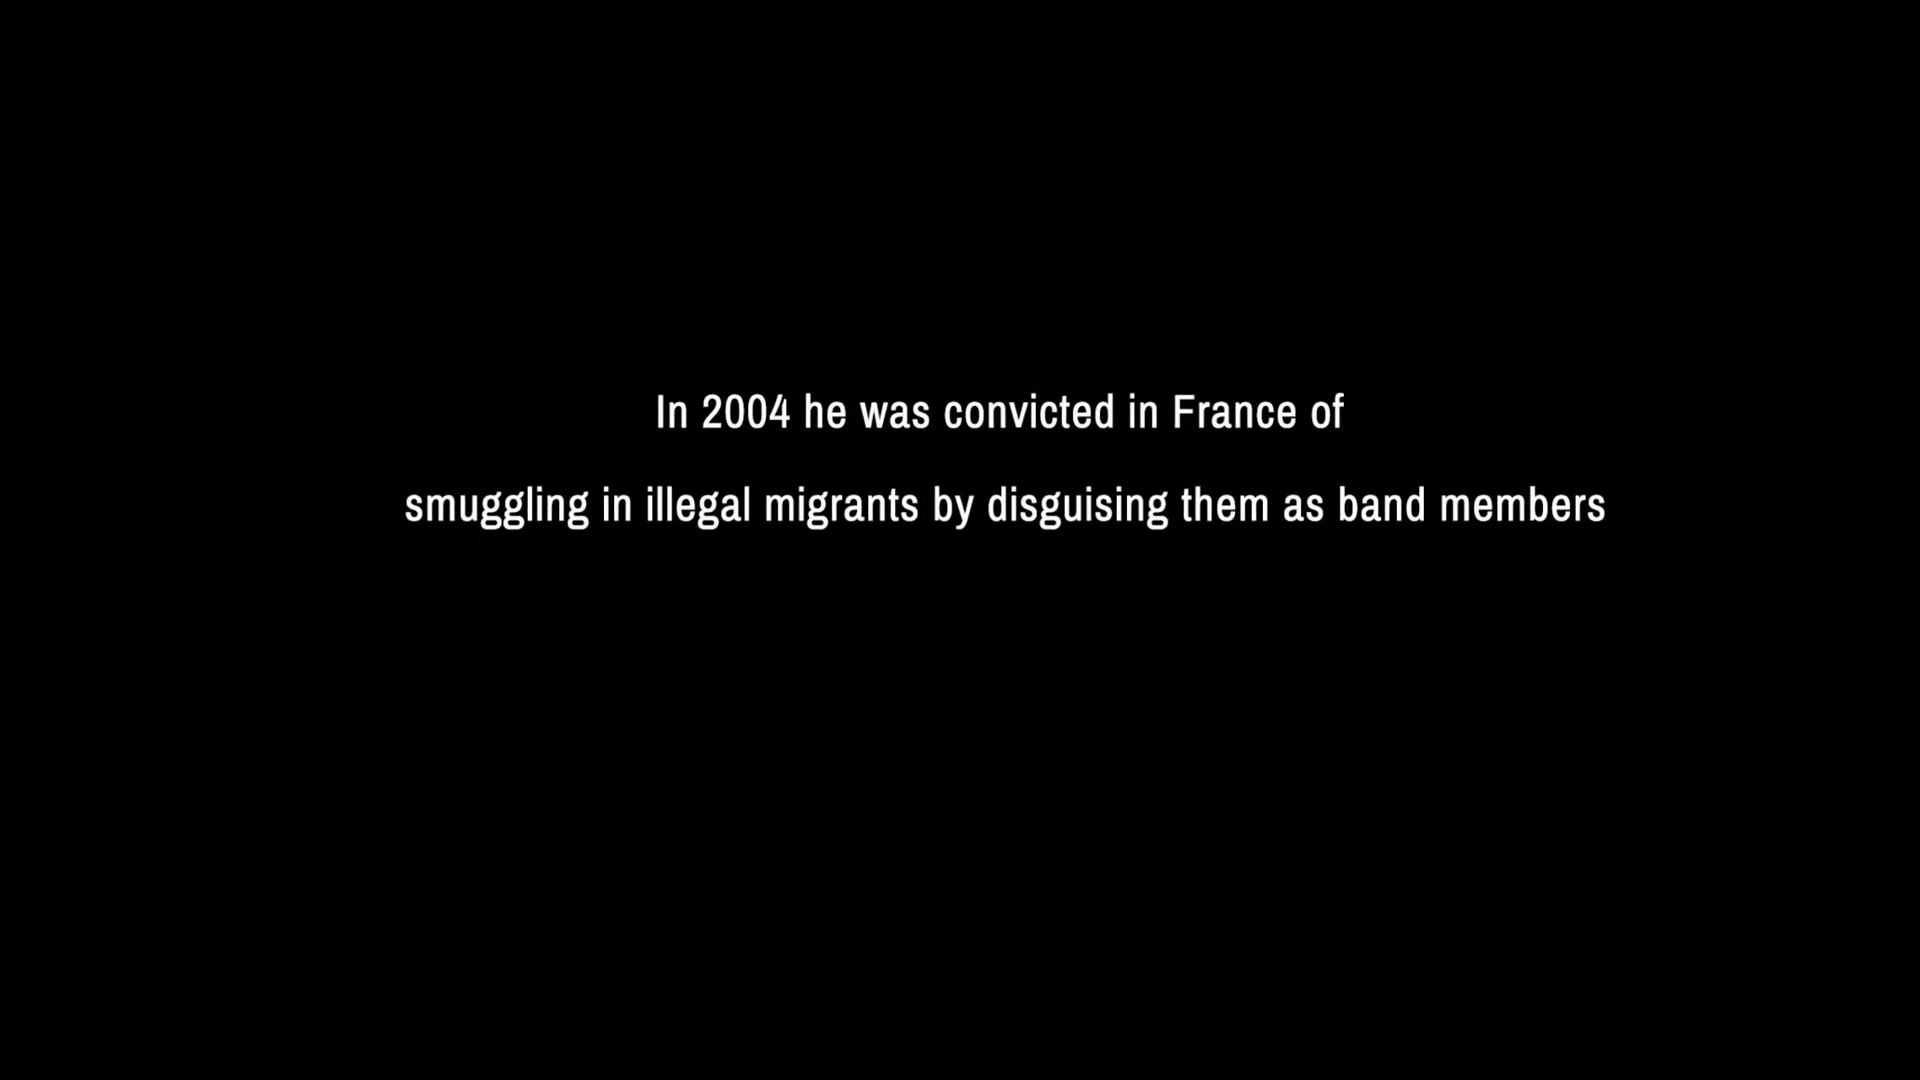 In 2004 he was convicted in France of
smuggling in illegal migrants by disguising them as band members